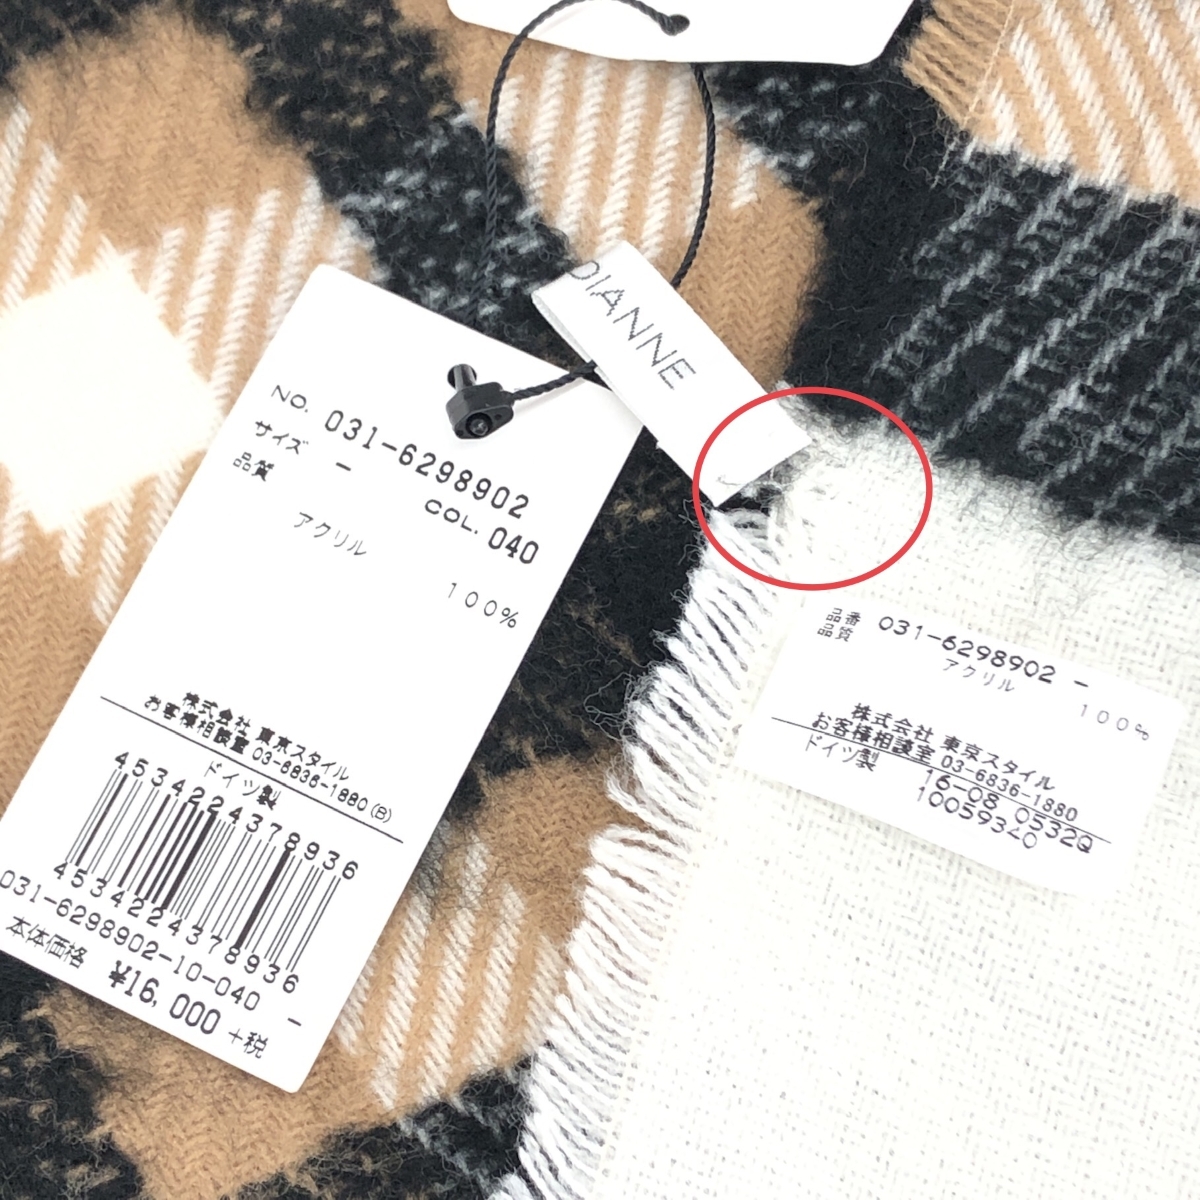 DIANNE
NO. 031-6298902
サイズ -
COL. 040
品質
アクリル
100%
株式会社 東京スタイル
お客様相談室 03-6836-1880(B)
ドイツ製
4534224378936
4534224378936
031-6298902-10-040 -
本体価格 ¥16,000 +税
品番 031-6298902 -
品質
アクリル
100%
株式会社 東京スタイル
お客様相談室 03-6836-1880
ドイツ製
16-08 0532Q
10059340